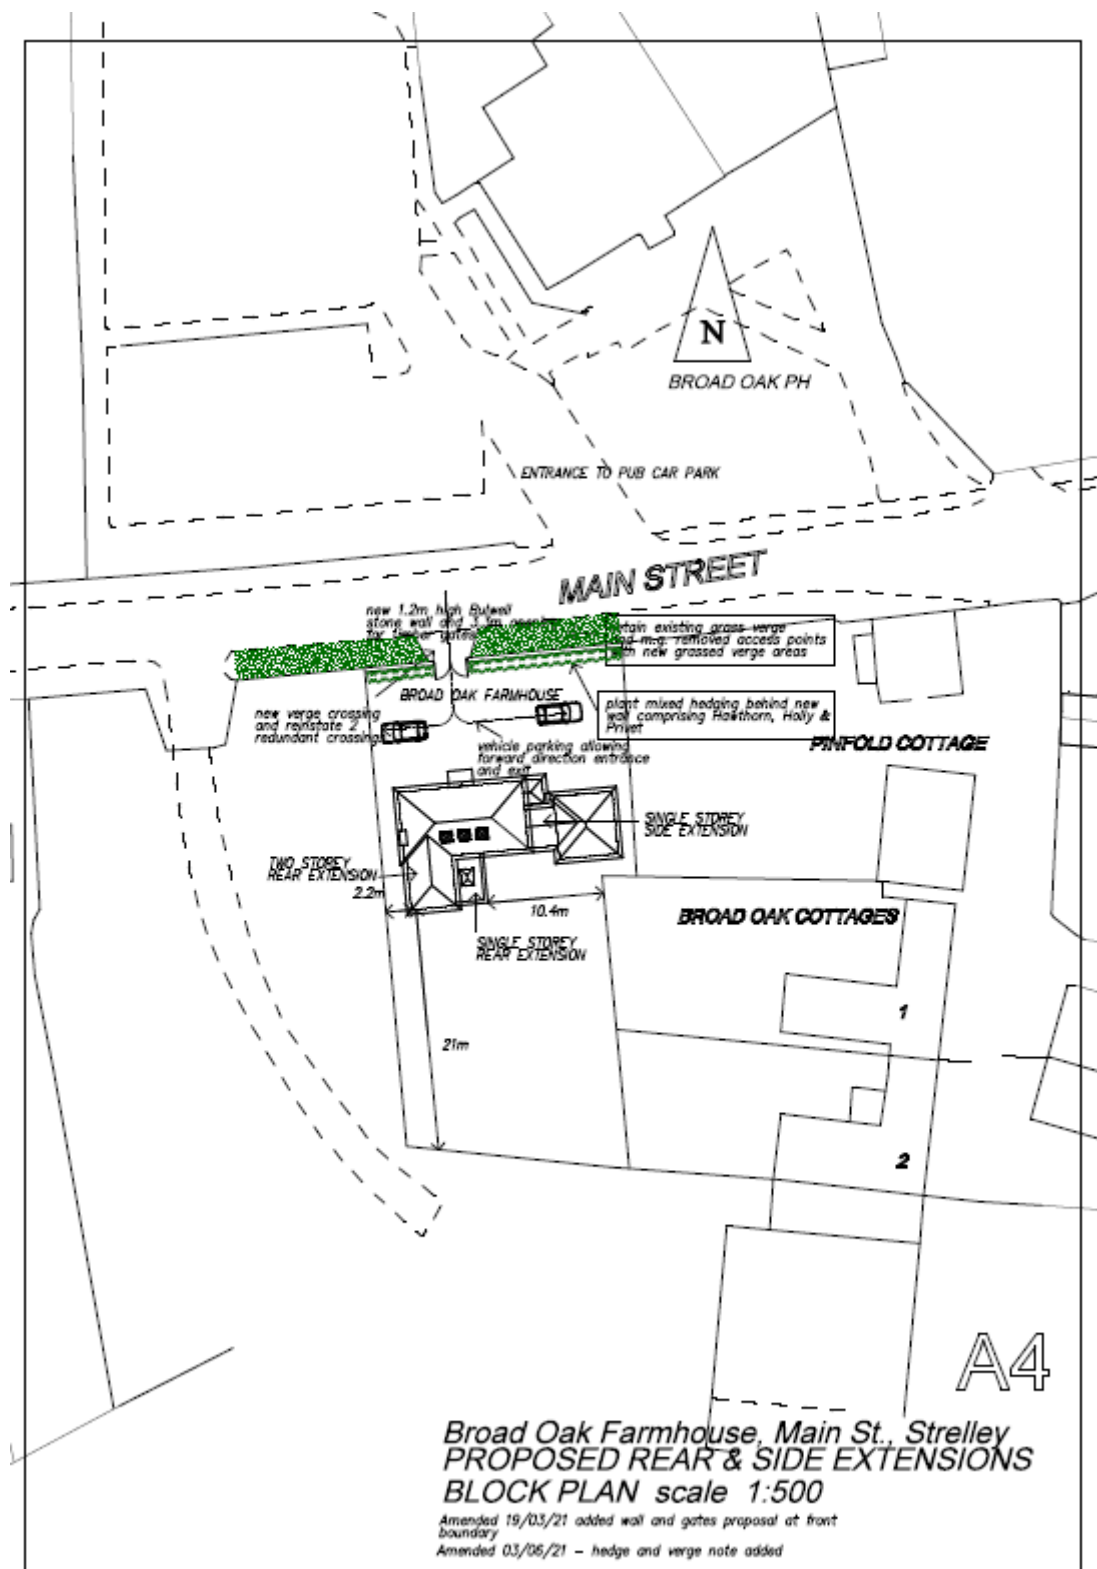 N
BROAD OAK PH
ENTRANCE TO PUB CAR PARK
MAIN STREET
new 1.2m high Bulwell
stone wall and 3.3m
for timber gates
existing grass verge
m.g. removed access points
new grassed verge areas
BROAD OAK FARMHOUSE
new verge crossing
and reinstate 2
redundant crossings
plant mixed hedging behind new
wall comprising Hawthorn, Holly &
Privet
vehicle parking allowing
forward direction entrance
and exit
PINFOLD COTTAGE
SINGLE STOREY
SIDE EXTENSION
TWO STOREY
REAR EXTENSION
2.2m
10.4m
BROAD OAK COTTAGES
SINGLE STOREY
REAR EXTENSION
1
21m
2
A4
Broad Oak Farmhouse, Main St., Strelley
PROPOSED REAR & SIDE EXTENSIONS
BLOCK PLAN scale 1:500
Amended 19/03/21 added wall and gates proposal at front
boundary
Amended 03/06/21 - hedge and verge note added